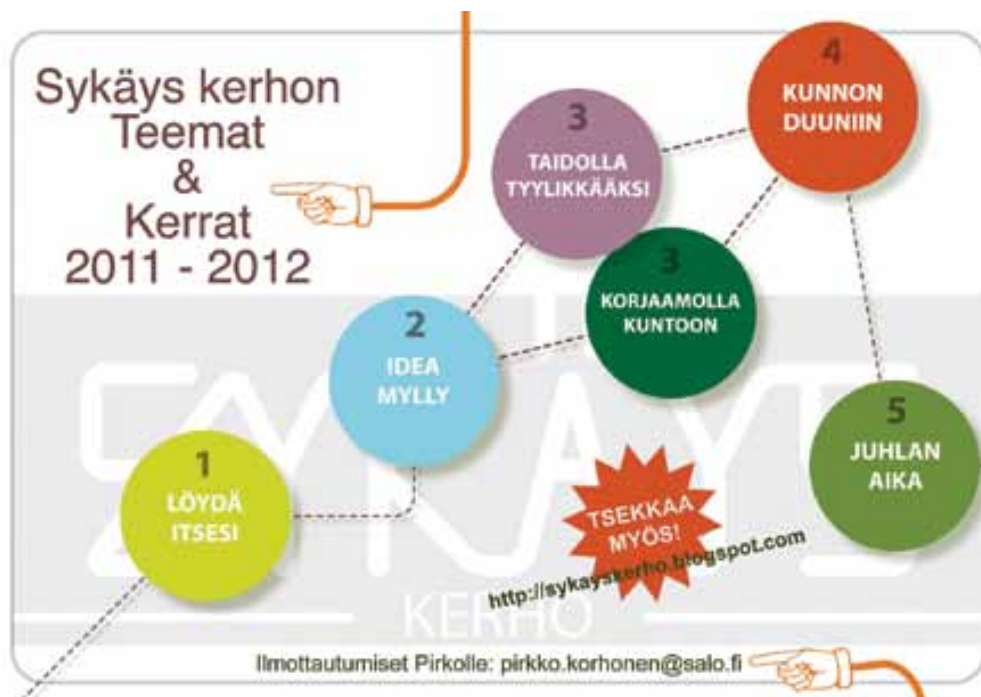 Sykäys kerhon
Teemat
&
Kerrat
2011 - 2012
1
LÖYDÄ
ITSESI
2
IDEA
MYLLY
3
TAIDOLLA
TYYLIKKÄÄKSI
3
KORJAAMOLLA
KUNTOON
4
KUNNON
DUUNIIN
5
JUHLAN
AIKA
TSEKKAA
MYÖS!
http://sykayskerho.blogspot.com
SYKÄYS
KERHO
Ilmottautumiset Pirkolle: pirkko.korhonen@salo.fi